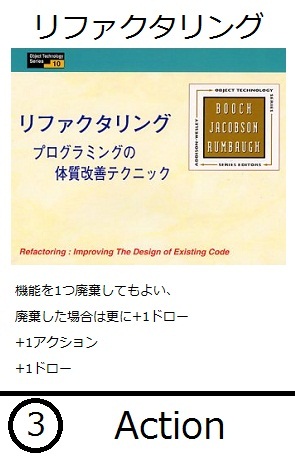 リファクタリング
Object Technology
Series 10
リファクタリング
プログラミングの
体質改善テクニック
ADDISON-WESLEY
OBJECT TECHNOLOGY
SERIES
BOOCH
JACOBSON
RUMBAUGH
SERIES EDITORS
Refactoring : Improving The Design of Existing Code
機能を1つ廃棄してもよい、
廃棄した場合は更に+1ドロー
+1アクション
+1ドロー
3 Action